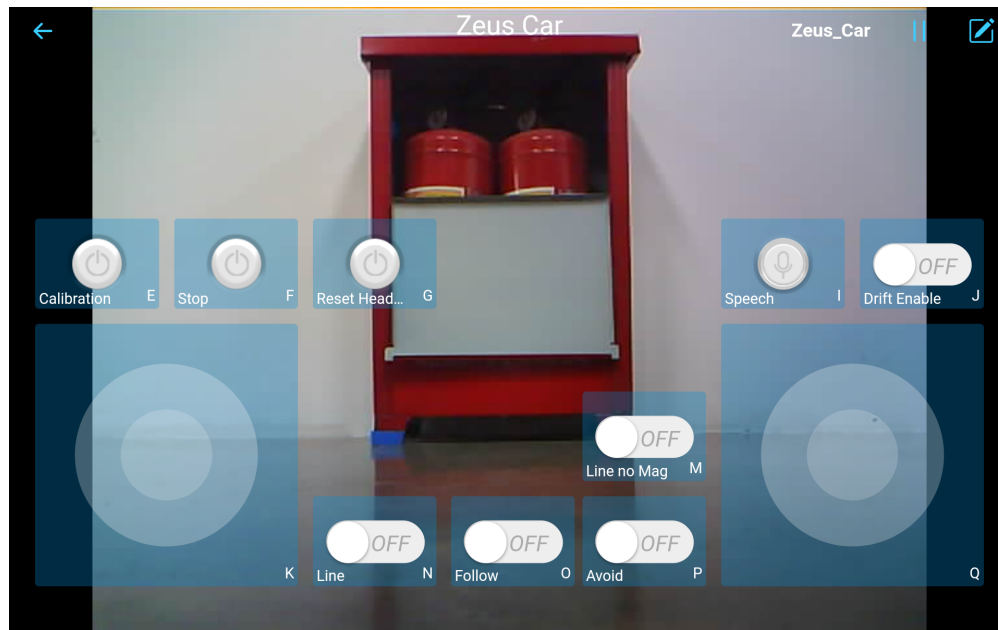 Zeus Car
Zeus_Car
Calibration E
Stop F
Reset Head... G
Speech I
OFF
Drift Enable J
OFF
Line no Mag M
K
OFF
Line N
OFF
Follow O
OFF
Avoid P
Q